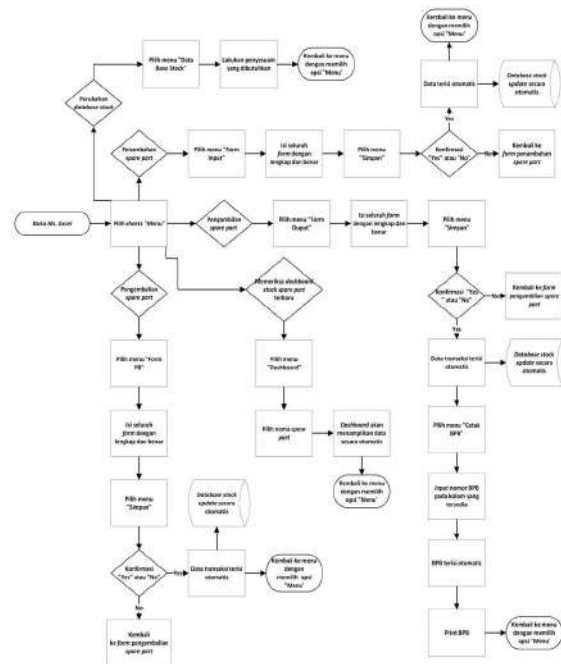 Kembali ke menu
dengan memilih
opsi "Menu"
Pilih menu "Data
Base Stock"
Lakukan penyesuaian
yang dibutuhkan
Kembali ke menu
dengan memilih
opsi "Menu"
Data terisi otomatis
Database stock
update secara
otomatis
Perubahan
database stock
Yes
Penambahan
spare part
Pilih menu "Form
Input"
Isi seluruh form dengan
lengkap dan benar
Pilih menu
"Simpan"
Konfirmasi
"Yes" atau "No"
No
Kembali ke
form penambahan
spare part
Buka Ms. Excel
Pilih sheets "Menu"
Pengambilan
spare part
Pilih menu "Form
Ouput"
Isi seluruh form
dengan lengkap dan
benar
Pilih menu
"Simpan"
Pengembalian
spare part
Memeriksa dashboard
stock spare part
terbaru
Konfirmasi "Yes
" atau "No"
No
Kembali ke form
pengambilan spare part
Yes
Pilih menu "Form
PB"
Pilih menu
"Dashboard"
Data transaksi terisi
otomatis
Database stock
update secara
otomatis
Isi seluruh
form dengan
lengkap dan benar
Pilih nama spare
part
Dashboard akan
menampilkan data
secara otomatis
Pilih menu "Cetak
BPB"
Pilih menu
"Simpan"
Database stock
update secara
otomatis
Kembali ke menu
dengan memilih
opsi "Menu"
Input nomor BPB
pada kolom yang
tersedia
Konfirmasi
"Yes" atau "No"
Yes
Data transaksi terisi
otomatis
Kembali ke menu
dengan
memilih opsi
"Menu"
BPB terisi otomatis
No
Kembali
ke form pengembalian
spare part
Print BPB
Kembali ke menu
dengan memilih
opsi "Menu"